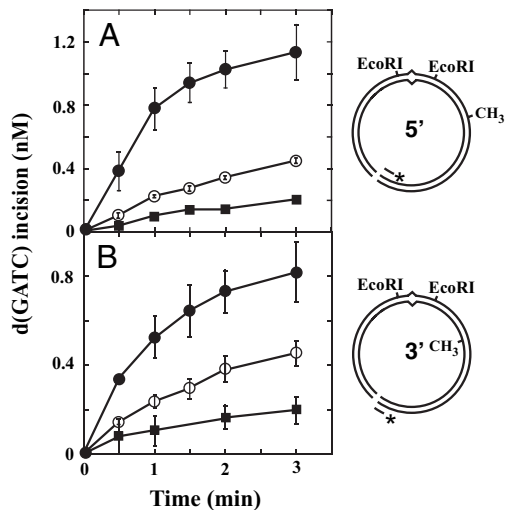 A
1.2
0.8
0.4
0
d(GATC) incision (nM)
EcoRI EcoRI
CH3
5'
*
B
0.8
0.4
0
0 1 2 3
Time (min)
EcoRI EcoRI
CH3
3'
*